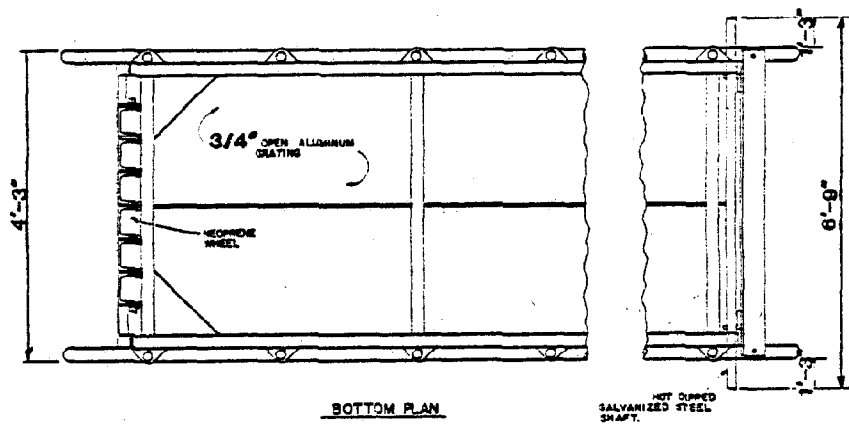 1'-3"
4'-3"
3/4" OPEN ALUMINUM
GRATING
NEOPRENE
WHEEL
6'-9"
1'-3"
BOTTOM PLAN
HOT DIPPED
GALVANIZED STEEL
SHAFT.